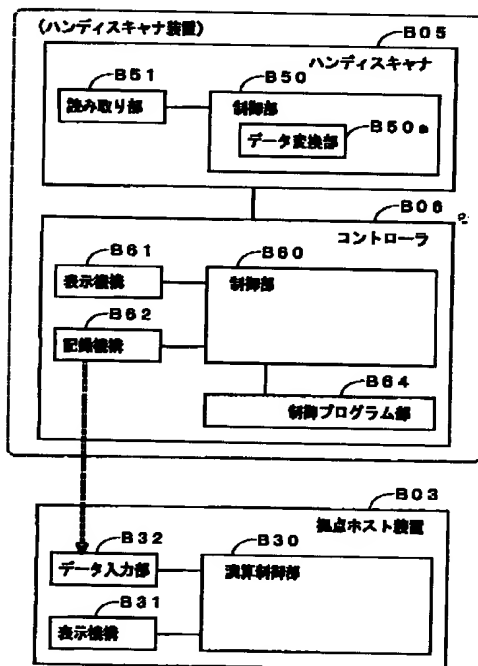 (ハンディスキャナ装置)
B05
ハンディスキャナ
B51
B50
読み取り部
制御部
B50a
データ変換部
B06
コントローラ
B61
B60
表示機構
制御部
B62
記録機構
B64
制御プログラム部
B03
拠点ホスト装置
B32
B30
データ入力部
演算制御部
B31
表示機構